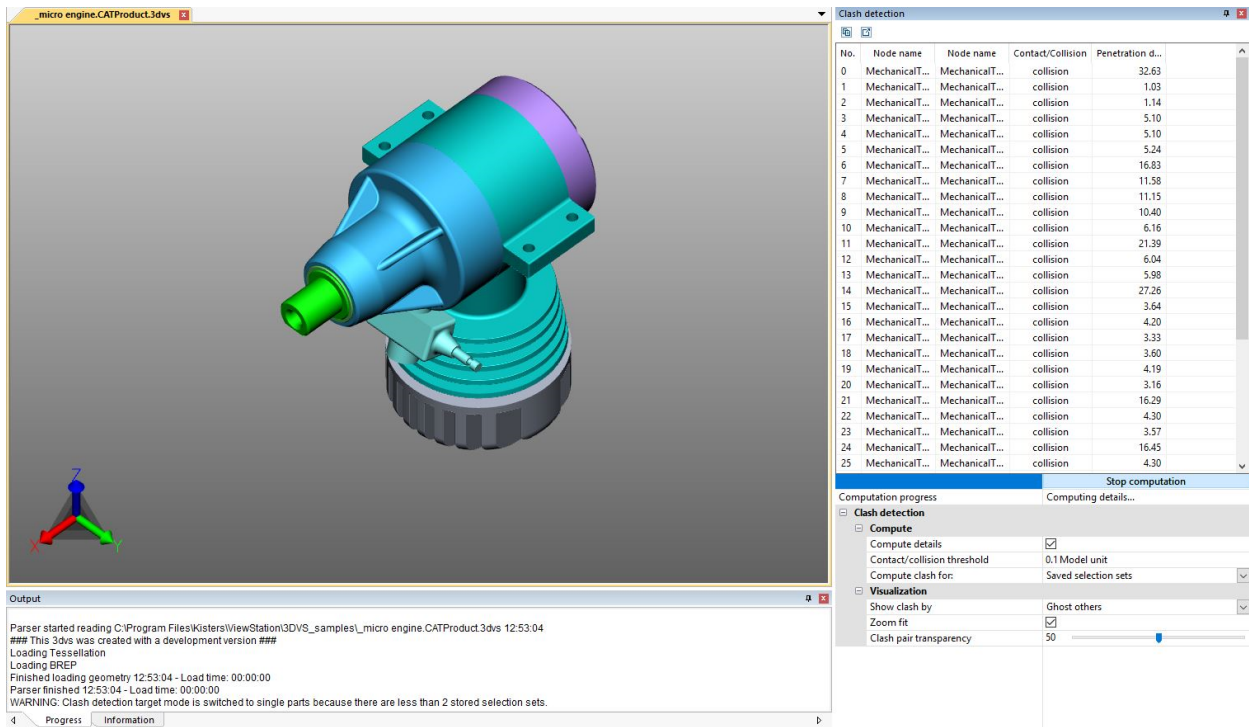 _micro engine.CATProduct.3dvs
Z
X
Y
Output
Parser started reading C:\Program Files\Kisters\ViewStation\3DVS_samples\_micro engine.CATProduct.3dvs 12:53:04
### This 3dvs was created with a development version ###
Loading Tessellation
Loading BREP
Finished loading geometry 12:53:04 - Load time: 00:00:00
Parser finished 12:53:04 - Load time: 00:00:00
WARNING: Clash detection target mode is switched to single parts because there are less than 2 stored selection sets.
Progress Information
Clash detection
No. Node name Node name Contact/Collision Penetration d...
0 MechanicalT... MechanicalT... collision 32.63
1 MechanicalT... MechanicalT... collision 1.03
2 MechanicalT... MechanicalT... collision 1.14
3 MechanicalT... MechanicalT... collision 5.10
4 MechanicalT... MechanicalT... collision 5.10
5 MechanicalT... MechanicalT... collision 5.24
6 MechanicalT... MechanicalT... collision 16.83
7 MechanicalT... MechanicalT... collision 11.58
8 MechanicalT... MechanicalT... collision 11.15
9 MechanicalT... MechanicalT... collision 10.40
10 MechanicalT... MechanicalT... collision 6.16
11 MechanicalT... MechanicalT... collision 21.39
12 MechanicalT... MechanicalT... collision 6.04
13 MechanicalT... MechanicalT... collision 5.98
14 MechanicalT... MechanicalT... collision 27.26
15 MechanicalT... MechanicalT... collision 3.64
16 MechanicalT... MechanicalT... collision 4.20
17 MechanicalT... MechanicalT... collision 3.33
18 MechanicalT... MechanicalT... collision 3.60
19 MechanicalT... MechanicalT... collision 4.19
20 MechanicalT... MechanicalT... collision 3.16
21 MechanicalT... MechanicalT... collision 16.29
22 MechanicalT... MechanicalT... collision 4.30
23 MechanicalT... MechanicalT... collision 3.57
24 MechanicalT... MechanicalT... collision 16.45
25 MechanicalT... MechanicalT... collision 4.30
Stop computation
Computation progress Computing details...
Clash detection
Compute
Compute details
Contact/collision threshold 0.1 Model unit
Compute clash for: Saved selection sets
Visualization
Show clash by Ghost others
Zoom fit
Clash pair transparency 50